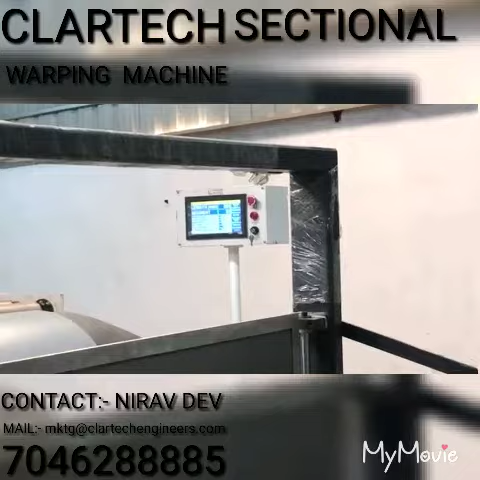 CLARTECH SECTIONAL
WARPING MACHINE
CONTACT:- NIRAV DEV
MAIL:- mktg@clartechengineers.com
7046288885
MyMovie